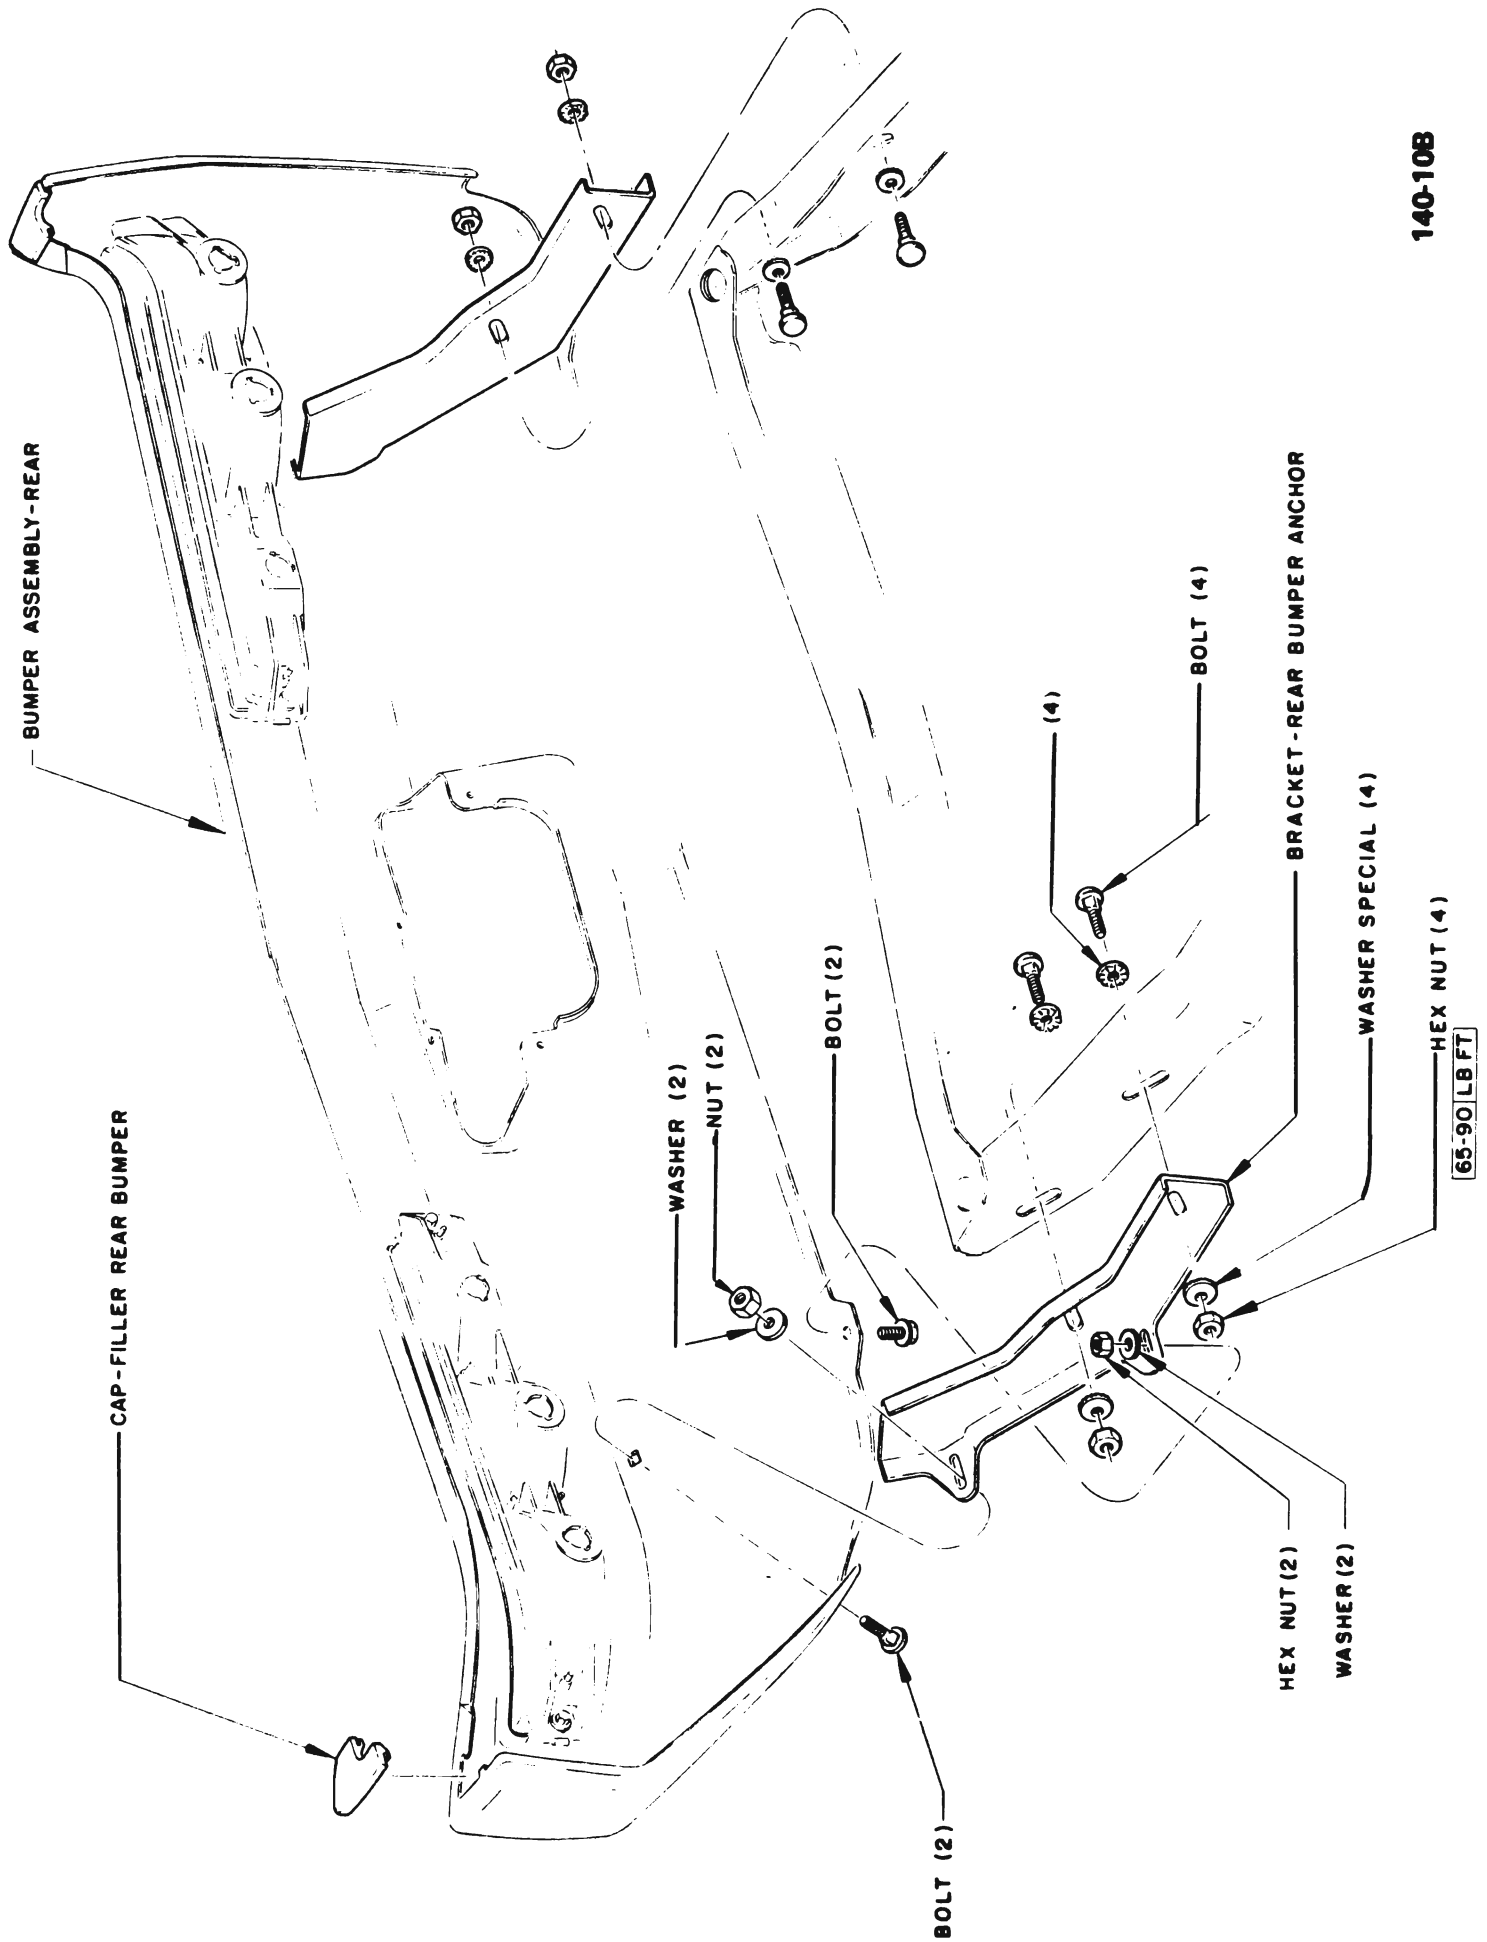 BUMPER ASSEMBLY-REAR
CAP-FILLER REAR BUMPER
WASHER (2)
NUT (2)
BOLT (2)
BOLT (2)
(4)
BOLT (4)
BRACKET-REAR BUMPER ANCHOR
WASHER SPECIAL (4)
HEX NUT (4)
65-90 LB FT
HEX NUT (2)
WASHER (2)
140-10B